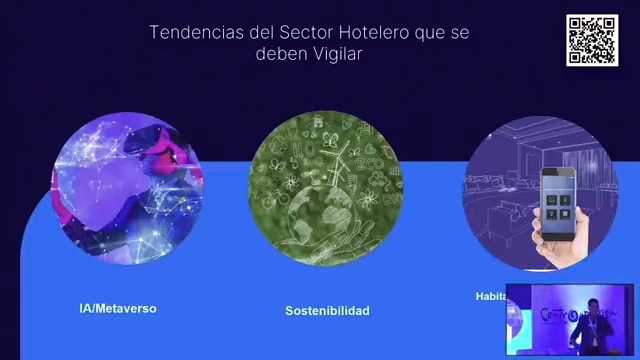 Tendencias del Sector Hotelero que se
deben Vigilar
IA/Metaverso
Sostenibilidad